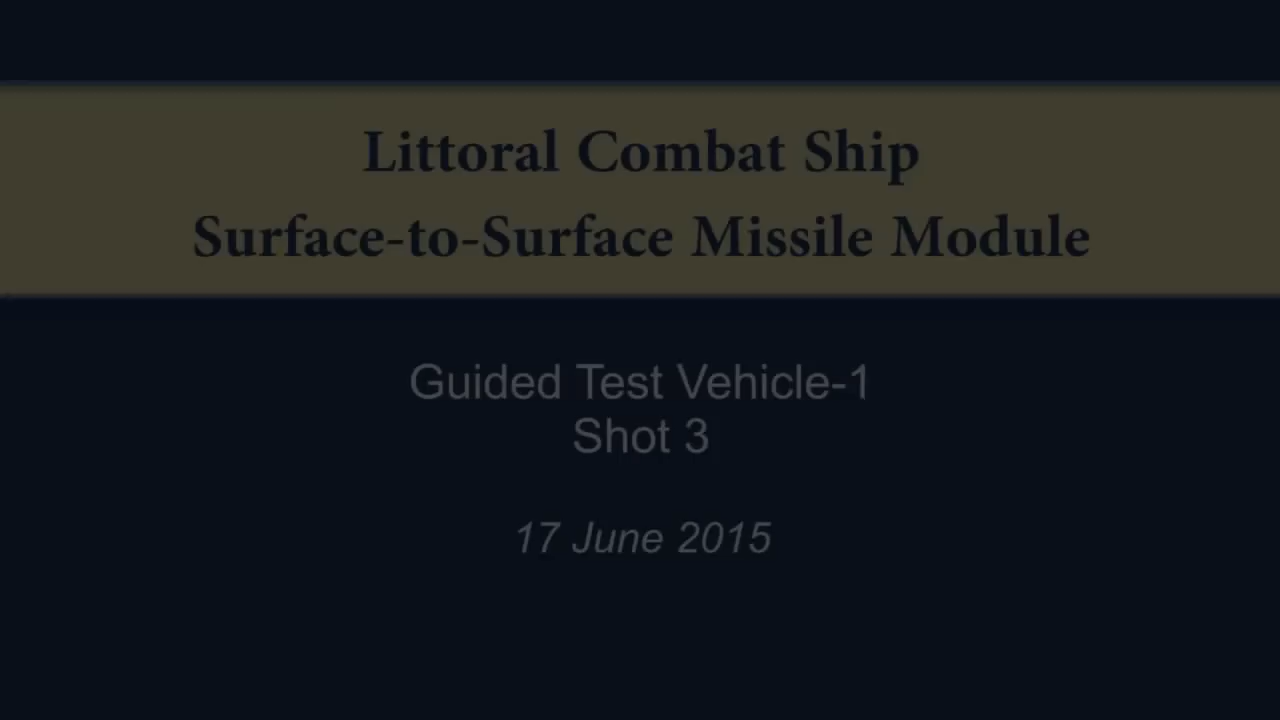 Littoral Combat Ship
Surface-to-Surface Missile Module
Guided Test Vehicle-1
Shot 3
17 June 2015